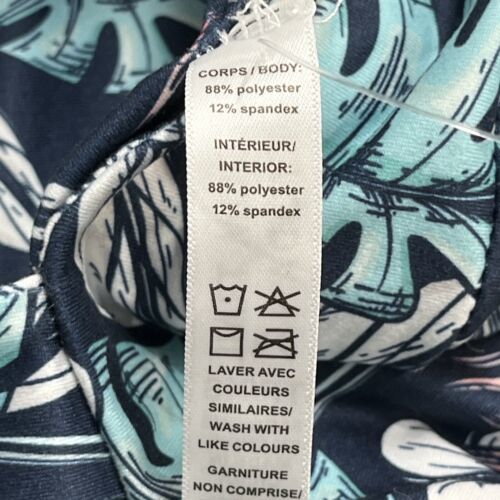 CORPS / BODY:
88% polyester
12% spandex
INTÉRIEUR/
INTERIOR:
88% polyester
12% spandex
LAVER AVEC
COULEURS
SIMILAIRES/
WASH WITH
LIKE COLOURS
GARNITURE
NON COMPRISE/